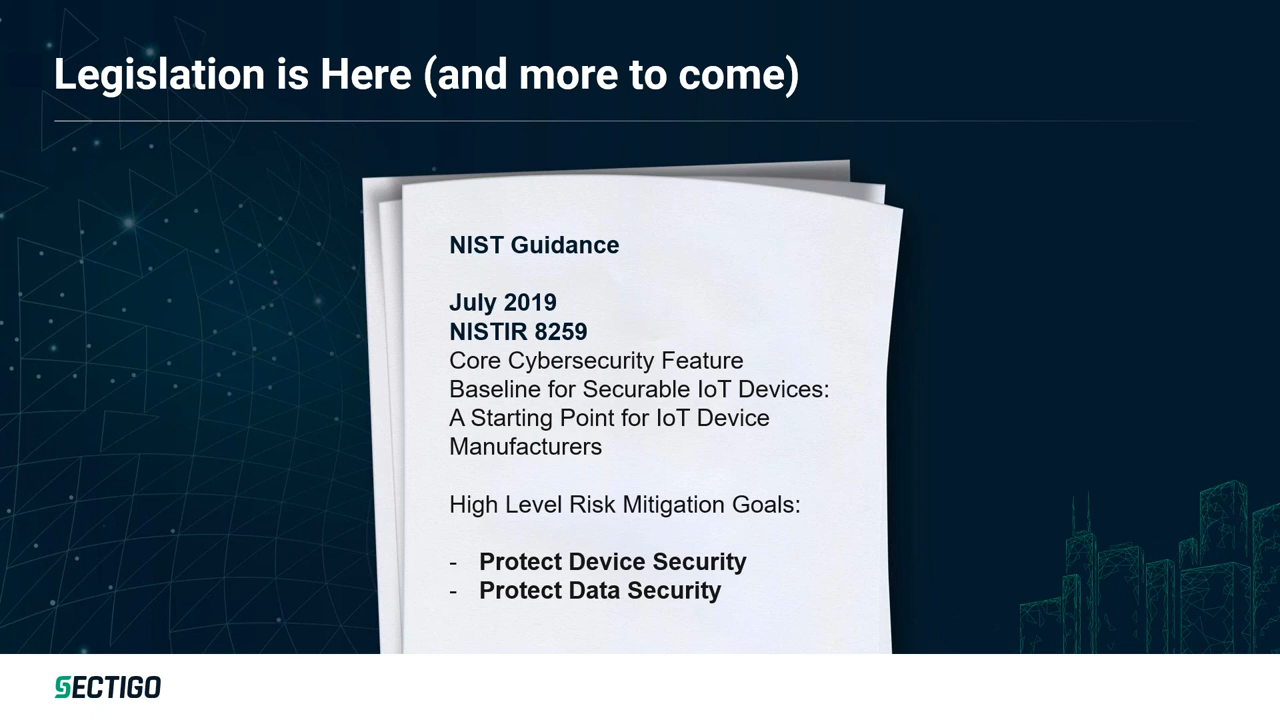 Legislation is Here (and more to come)
NIST Guidance
July 2019
NISTIR 8259
Core Cybersecurity Feature
Baseline for Securable IoT Devices:
A Starting Point for IoT Device
Manufacturers
High Level Risk Mitigation Goals:
- Protect Device Security
- Protect Data Security
SECTIGO